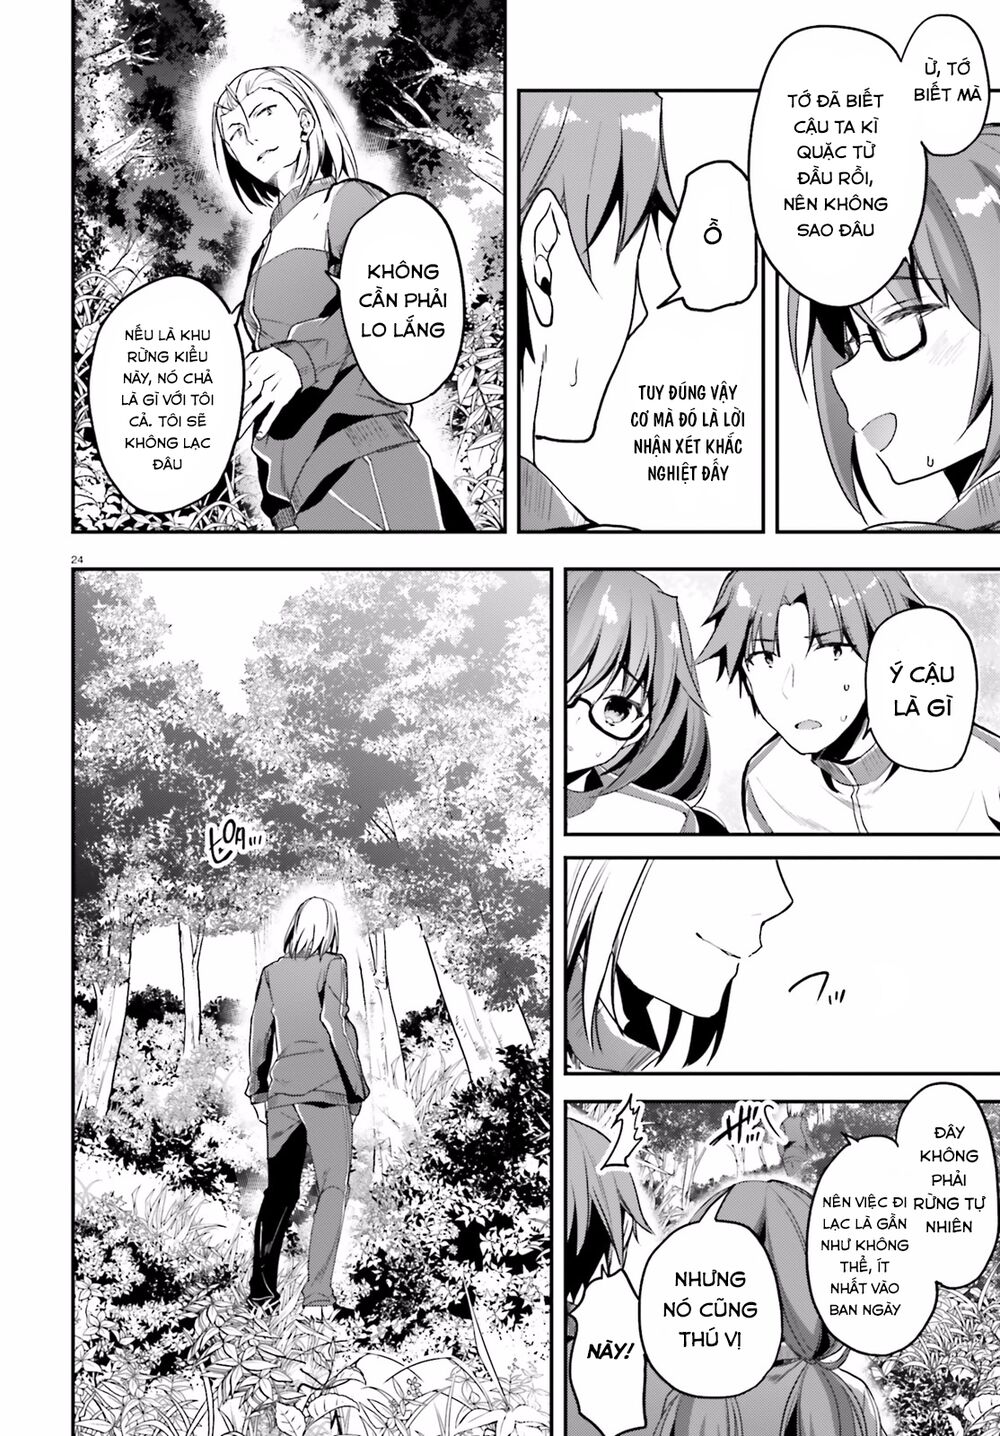 Ừ, TỚ
BIẾT MÀ
TỚ ĐÃ BIẾT
CẬU TA KÌ
QUẶC TỪ
ĐẦU RỒI,
NÊN KHÔNG
SAO ĐÂU
Ồ
TUY ĐÚNG VẬY
CƠ MÀ ĐÓ LÀ LỜI
NHẬN XÉT KHẮC
NGHIỆT ĐẤY
KHÔNG
CẦN PHẢI
LO LẮNG
NẾU LÀ KHU
RỪNG KIỂU
NÀY, NÓ CHẢ
LÀ GÌ VỚI TÔI
CẢ. TÔI SẼ
KHÔNG LẠC
ĐÂU
24
Ý CẬU
LÀ GÌ
ĐÂY
KHÔNG
PHẢI
RỪNG TỰ
NHIÊN
NÊN VIỆC ĐI
LẠC LÀ GẦN
NHƯ KHÔNG
THỂ, ÍT
NHẤT VÀO
BAN NGÀY
NHƯNG
NÓ CŨNG
THÚ VỊ
NÀY!